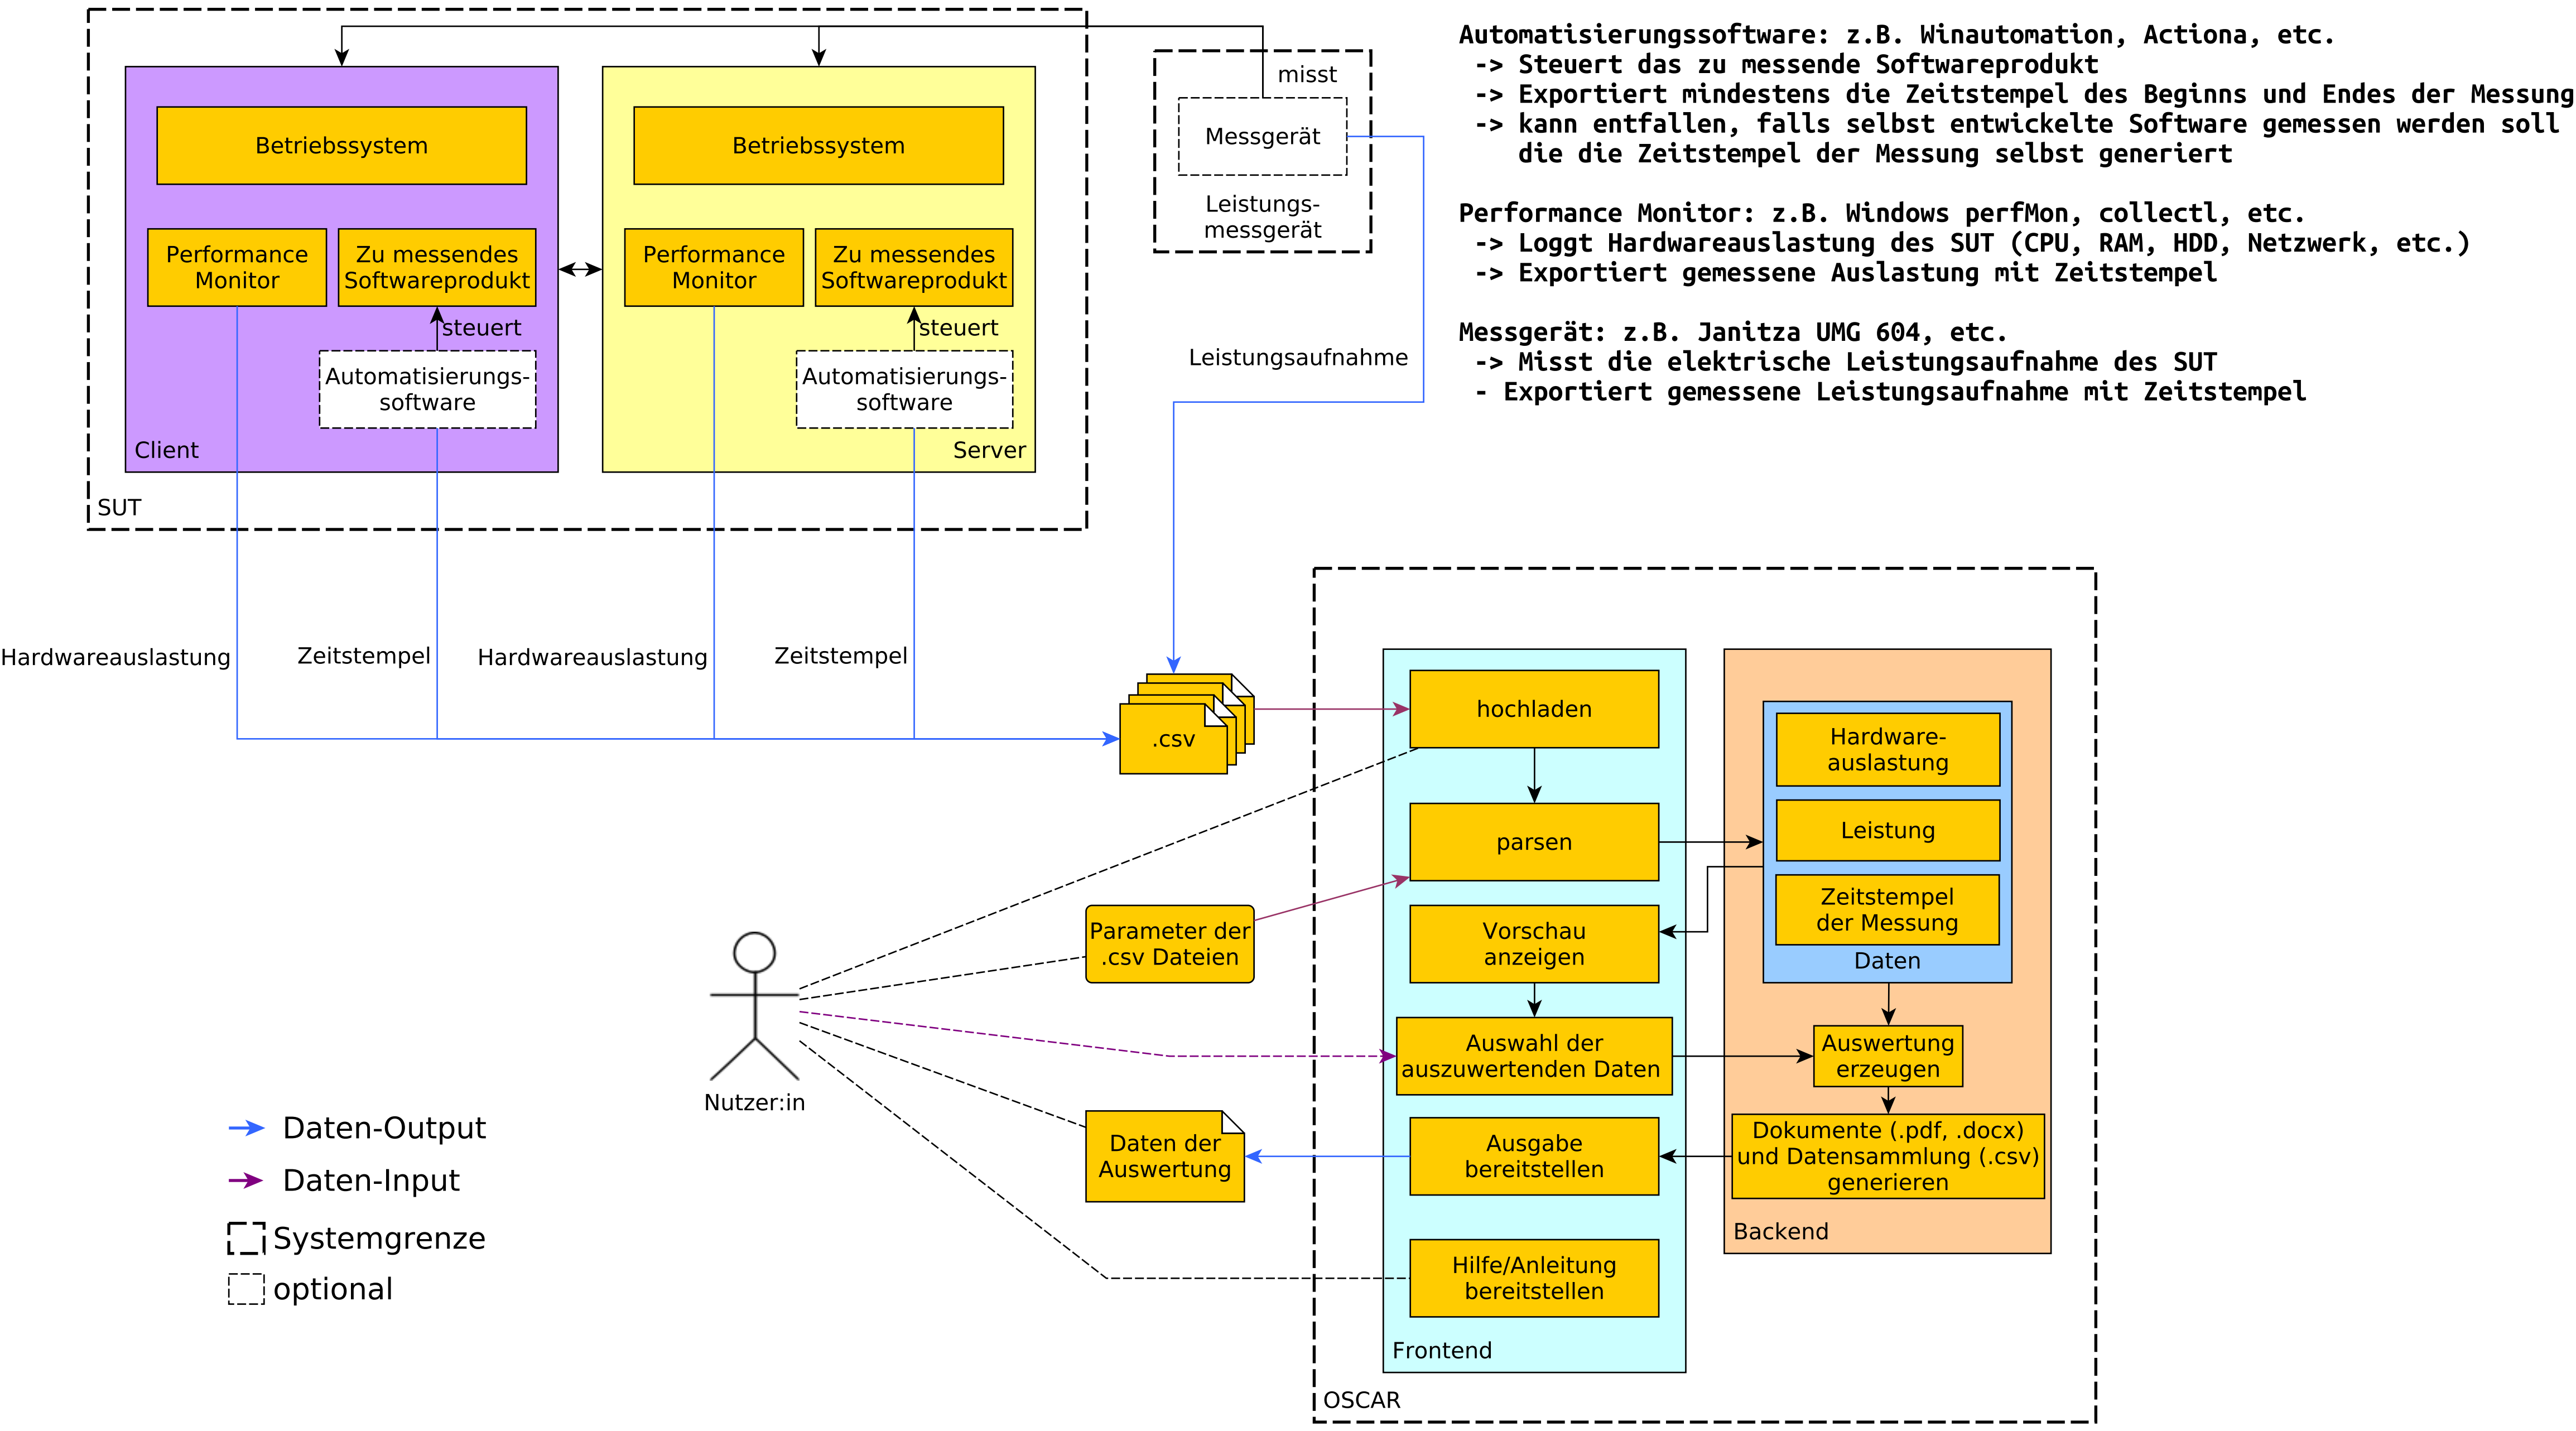 Automatisierungssoftware: z.B. Winautomation, Actiona, etc.
-> Steuert das zu messende Softwareprodukt
-> Exportiert mindestens die Zeitstempel des Beginns und Endes der Messung
-> kann entfallen, falls selbst entwickelte Software gemessen werden soll
die die Zeitstempel der Messung selbst generiert
Performance Monitor: z.B. Windows perfMon, collectl, etc.
-> Loggt Hardwareauslastung des SUT (CPU, RAM, HDD, Netzwerk, etc.)
-> Exportiert gemessene Auslastung mit Zeitstempel
Messgerät: z.B. Janitza UMG 604, etc.
-> Misst die elektrische Leistungsaufnahme des SUT
- Exportiert gemessene Leistungsaufnahme mit Zeitstempel
Betriebssystem
Performance
Monitor
Zu messendes
Softwareprodukt
steuert
Automatisierungs-
software
Client
Betriebssystem
Performance
Monitor
Zu messendes
Softwareprodukt
steuert
Automatisierungs-
software
Server
SUT
misst
Messgerät
Leistungs-
messgerät
Leistungsaufnahme
Hardwareauslastung
Zeitstempel
Hardwareauslastung
Zeitstempel
.csv
hochladen
parsen
Vorschau
anzeigen
Auswahl der
auszuwertenden Daten
Ausgabe
bereitstellen
Hilfe/Anleitung
bereitstellen
Frontend
Hardware-
auslastung
Leistung
Zeitstempel
der Messung
Daten
Auswertung
erzeugen
Dokumente (.pdf, .docx)
und Datensammlung (.csv)
generieren
Backend
OSCAR
Parameter der
.csv Dateien
Daten der
Auswertung
Nutzer:in
Daten-Output
Daten-Input
Systemgrenze
optional